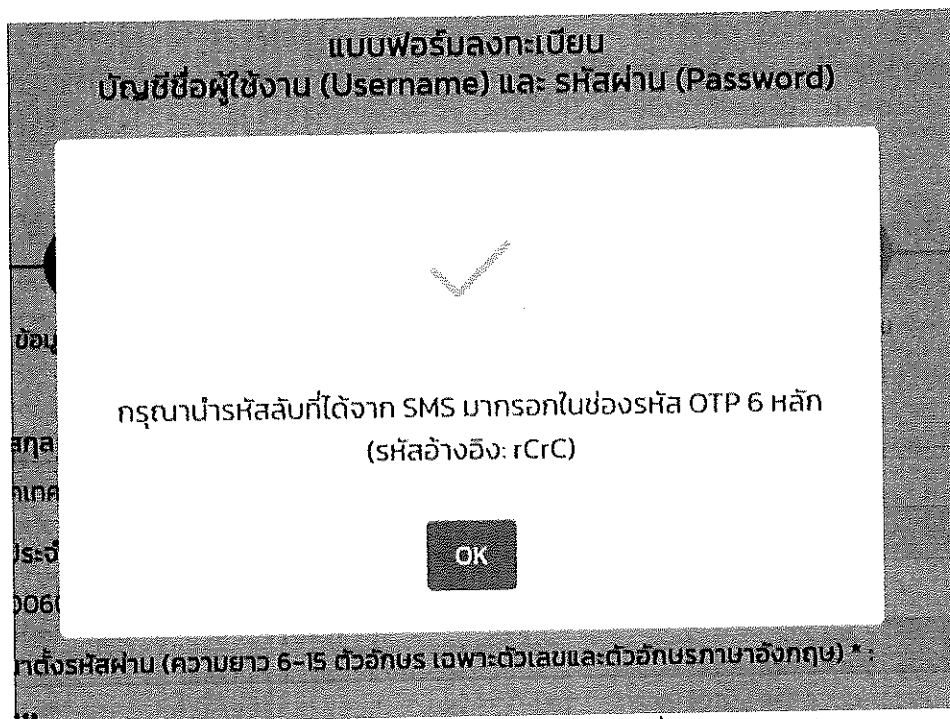 แบบฟอร์มลงทะเบียน
บัญชีชื่อผู้ใช้งาน (Username) และ รหัสผ่าน (Password)
กรุณานำรหัสลับที่ได้จาก SMS มากรอกในช่องรหัส OTP 6 หลัก
(รหัสอ้างอิง: rCrC)
สกุล
OK
006
าตั้งรหัสผ่าน (ความยาว 6-15 ตัวอักษร เฉพาะตัวเลขและตัวอักษรภาษาอังกฤษ) * :